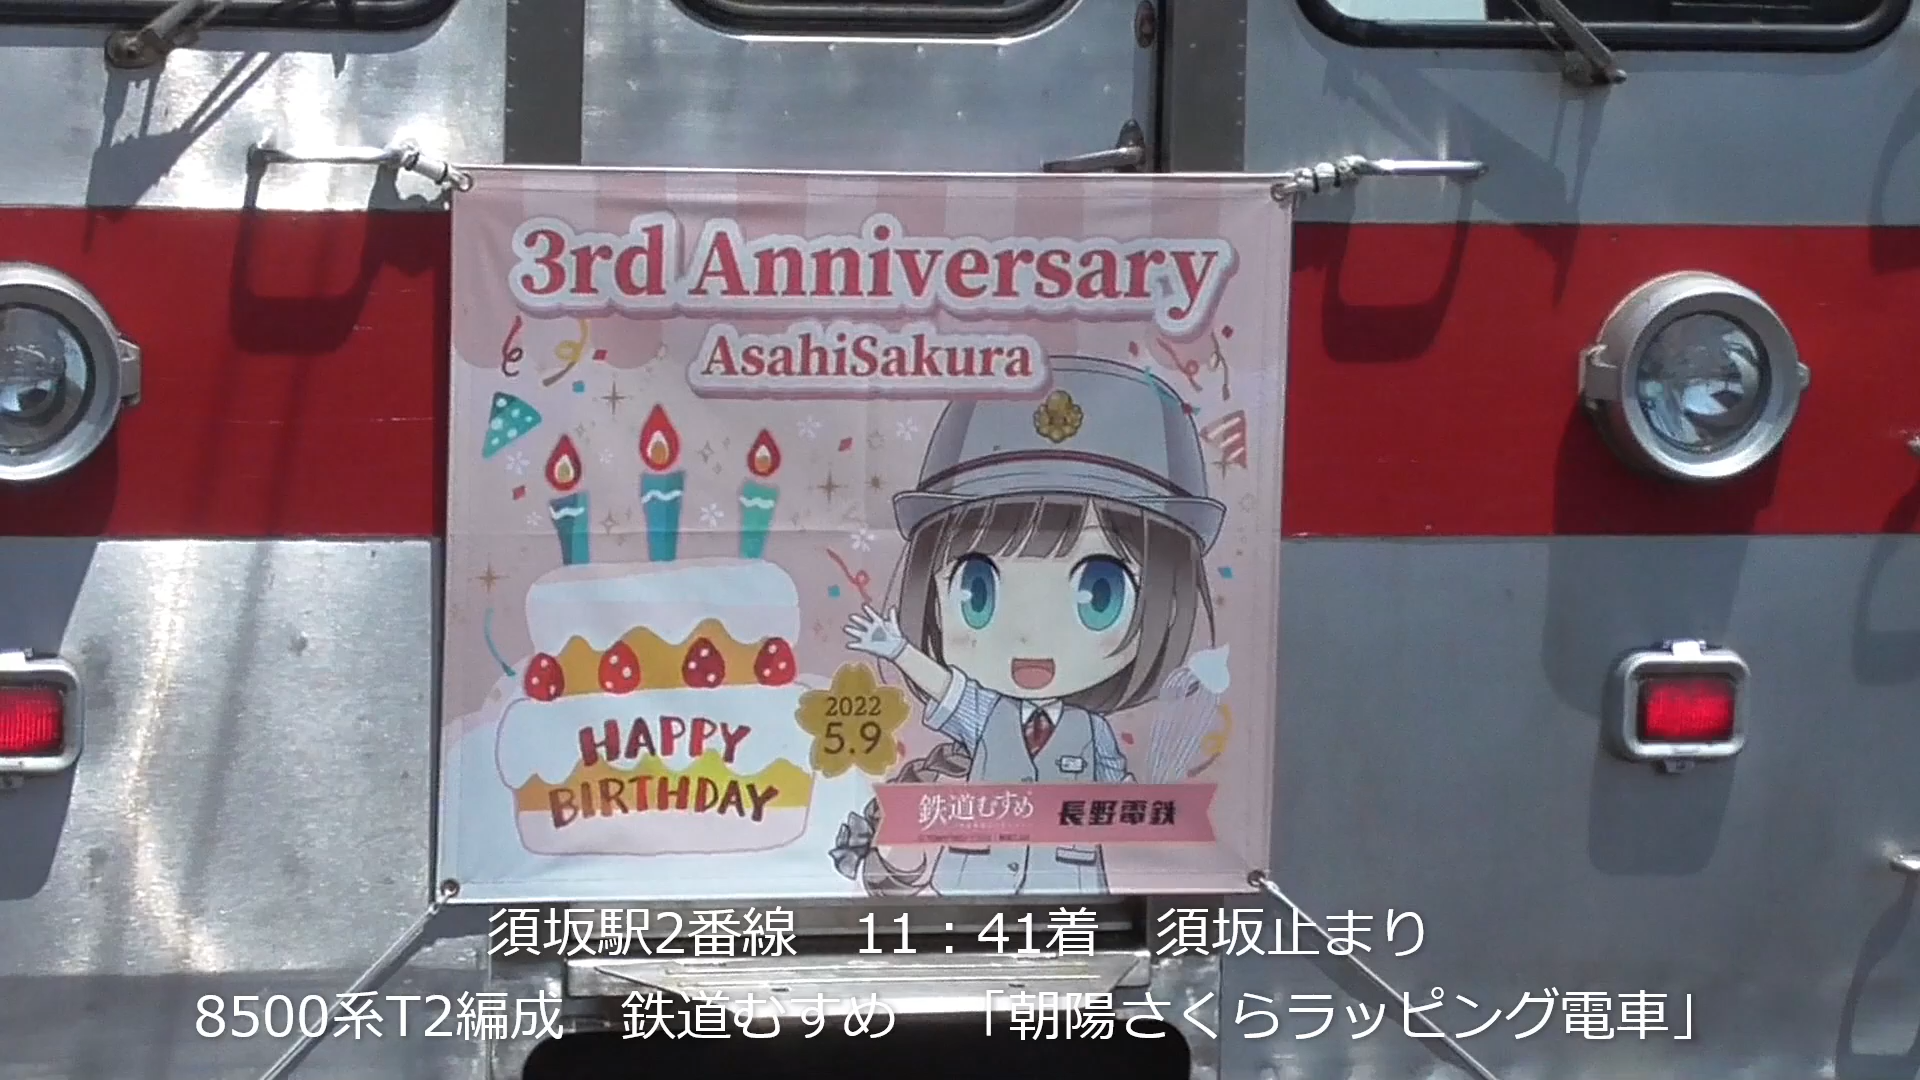 3rd Anniversary
AsahiSakura
HAPPY
BIRTHDAY
2022
5.9
鉄道むすめ 長野電鉄
須坂駅2番線　11：41着　須坂止まり
8500系T2編成　鉄道むすめ　「朝陽さくらラッピング電車」